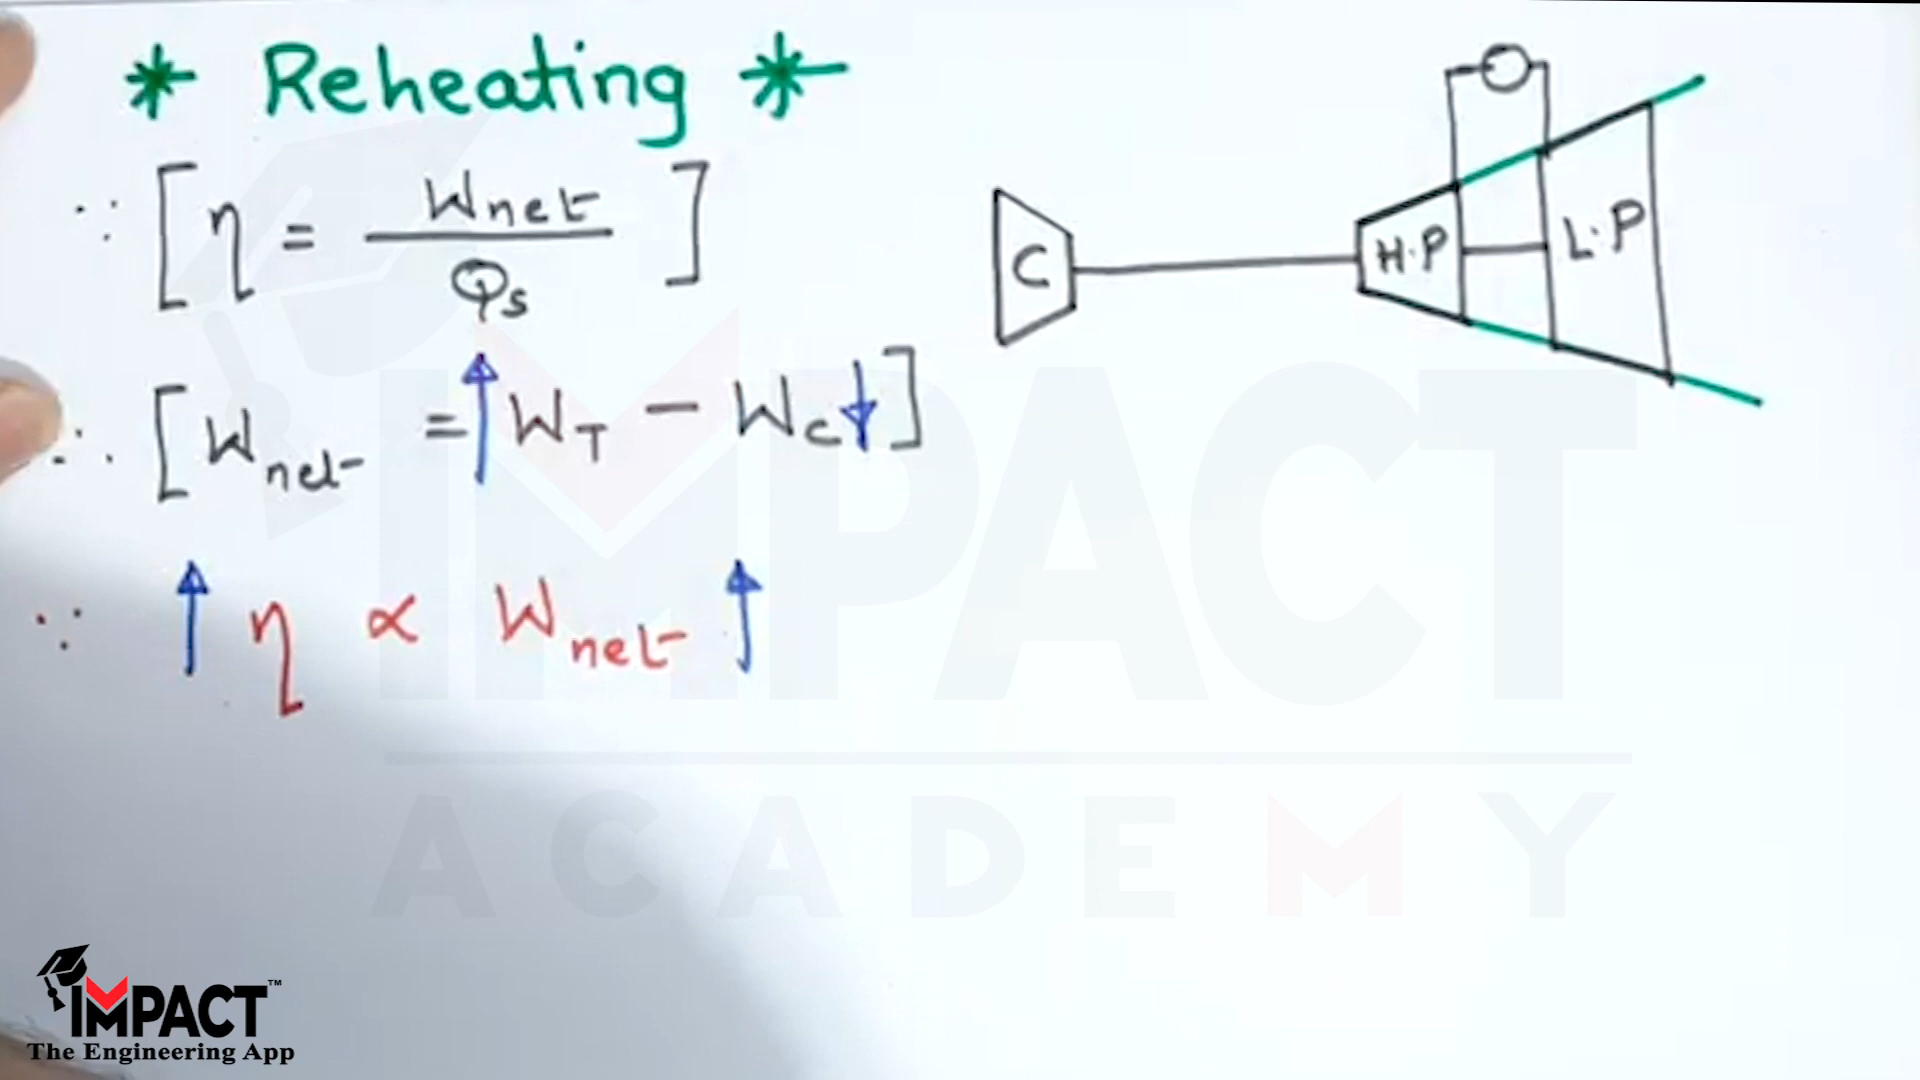 * Reheating *
∵ [ η = Wnet / Qs ]
∴ [ Wnet = ↑ WT − WC ↓ ]
∵ ↑ η ∝ Wnet ↑
C
H.P
L.P
IMPACT
ACADEMY
IMPACT™
The Engineering App